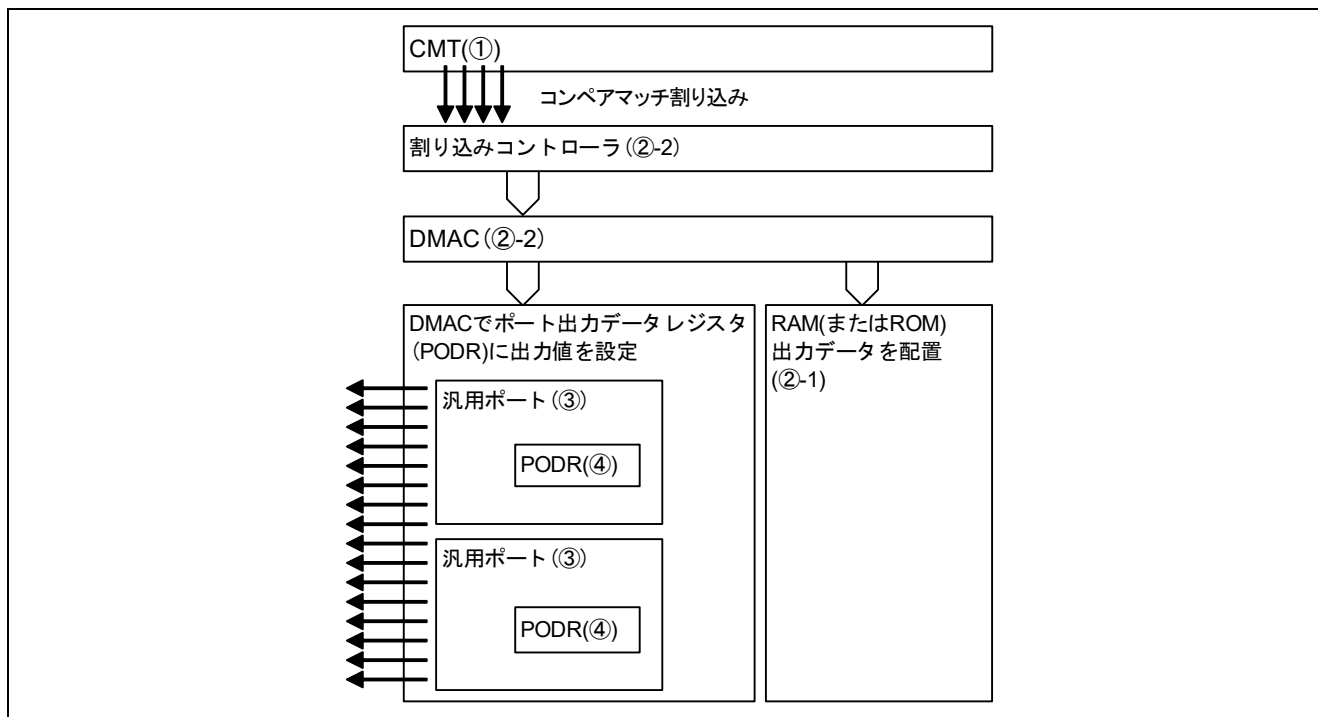 CMT(①)
コンペアマッチ割り込み
割り込みコントローラ(②-2)
DMAC(②-2)
DMACでポート出力データレジスタ
(PODR)に出力値を設定
汎用ポート(③)
PODR(④)
汎用ポート(③)
PODR(④)
RAM(またはROM)
出力データを配置
(②-1)